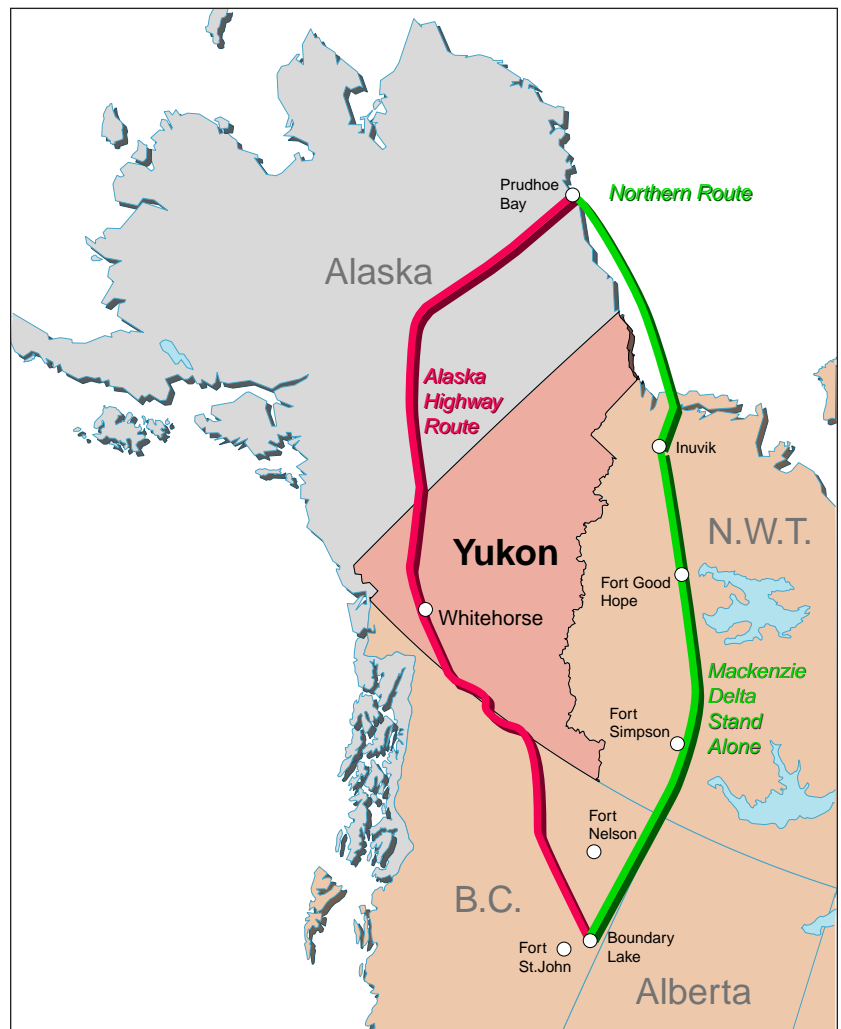 Prudhoe
Bay
Northern Route
Alaska
Alaska
Highway
Route
Inuvik
N.W.T.
Yukon
Fort Good
Hope
Whitehorse
Mackenzie
Delta
Stand
Alone
Fort
Simpson
Fort
Nelson
B.C.
Boundary
Lake
Fort
St.John
Alberta